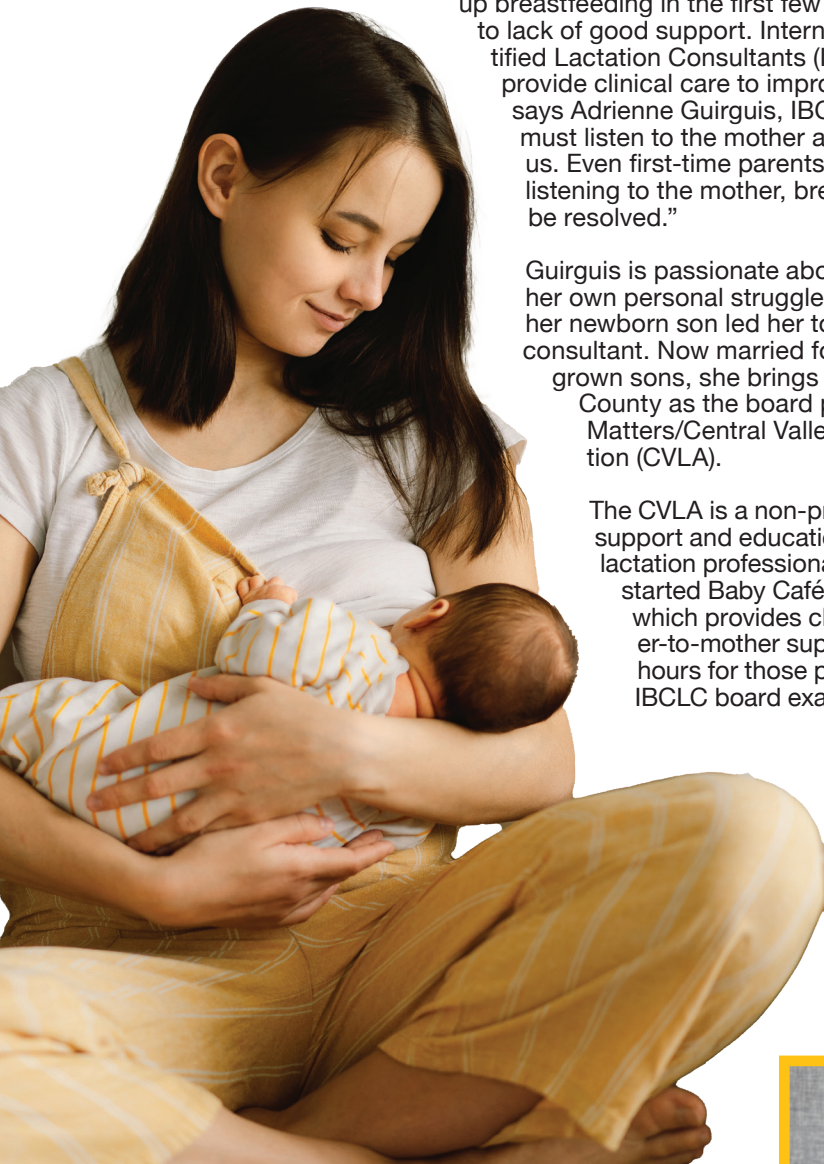 up breastfeeding in the first few
to lack of good support. Intern
tified Lactation Consultants (
provide clinical care to impro
says Adrienne Guirguis, IBC
must listen to the mother a
us. Even first-time parents
listening to the mother, bre
be resolved.”
Guirguis is passionate abo
her own personal struggle
her newborn son led her to
consultant. Now married fo
grown sons, she brings
County as the board p
Matters/Central Valle
tion (CVLA).
The CVLA is a non-pr
support and educati
lactation professiona
started Baby Café
which provides cl
er-to-mother sup
hours for those p
IBCLC board exa